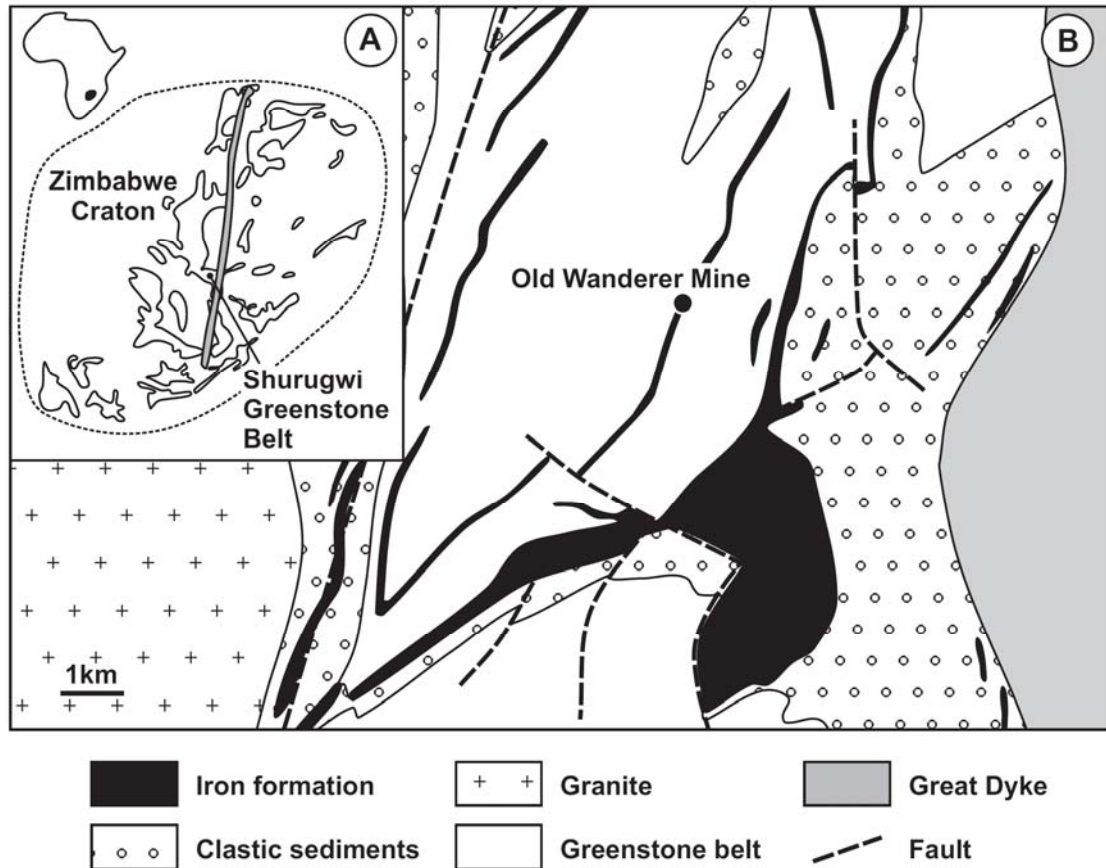 A
B
Zimbabwe
Craton
Old Wanderer Mine
Shurugwi
Greenstone
Belt
1km
Iron formation
Granite
Great Dyke
Clastic sediments
Greenstone belt
Fault